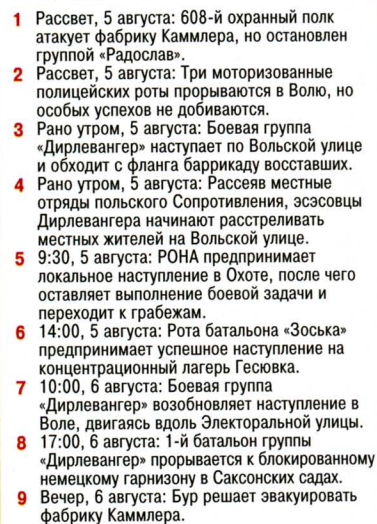 1 Рассвет, 5 августа: 608-й охранный полк
атакует фабрику Каммлера, но остановлен
группой «Радослав».
2 Рассвет, 5 августа: Три моторизованные
полицейских роты прорываются в Волю, но
особых успехов не добиваются.
3 Рано утром, 5 августа: Боевая группа
«Дирлевангер» наступает по Вольской улице
и обходит с фланга баррикаду восставших.
4 Рано утром, 5 августа: Рассеяв местные
отряды польского Сопротивления, эсэсовцы
Дирлевангера начинают расстреливать
местных жителей на Вольской улице.
5 9:30, 5 августа: РОНА предпринимает
локальное наступление в Охоте, после чего
оставляет выполнение боевой задачи и
переходит к грабежам.
6 14:00, 5 августа: Рота батальона «Зоська»
предпринимает успешное наступление на
концентрационный лагерь Гесювка.
7 10:00, 6 августа: Боевая группа
«Дирлевангер» возобновляет наступление в
Воле, двигаясь вдоль Электоральной улицы.
8 17:00, 6 августа: 1-й батальон группы
«Дирлевангер» прорывается к блокированному
немецкому гарнизону в Саксонских садах.
9 Вечер, 6 августа: Бур решает эвакуировать
фабрику Каммлера.